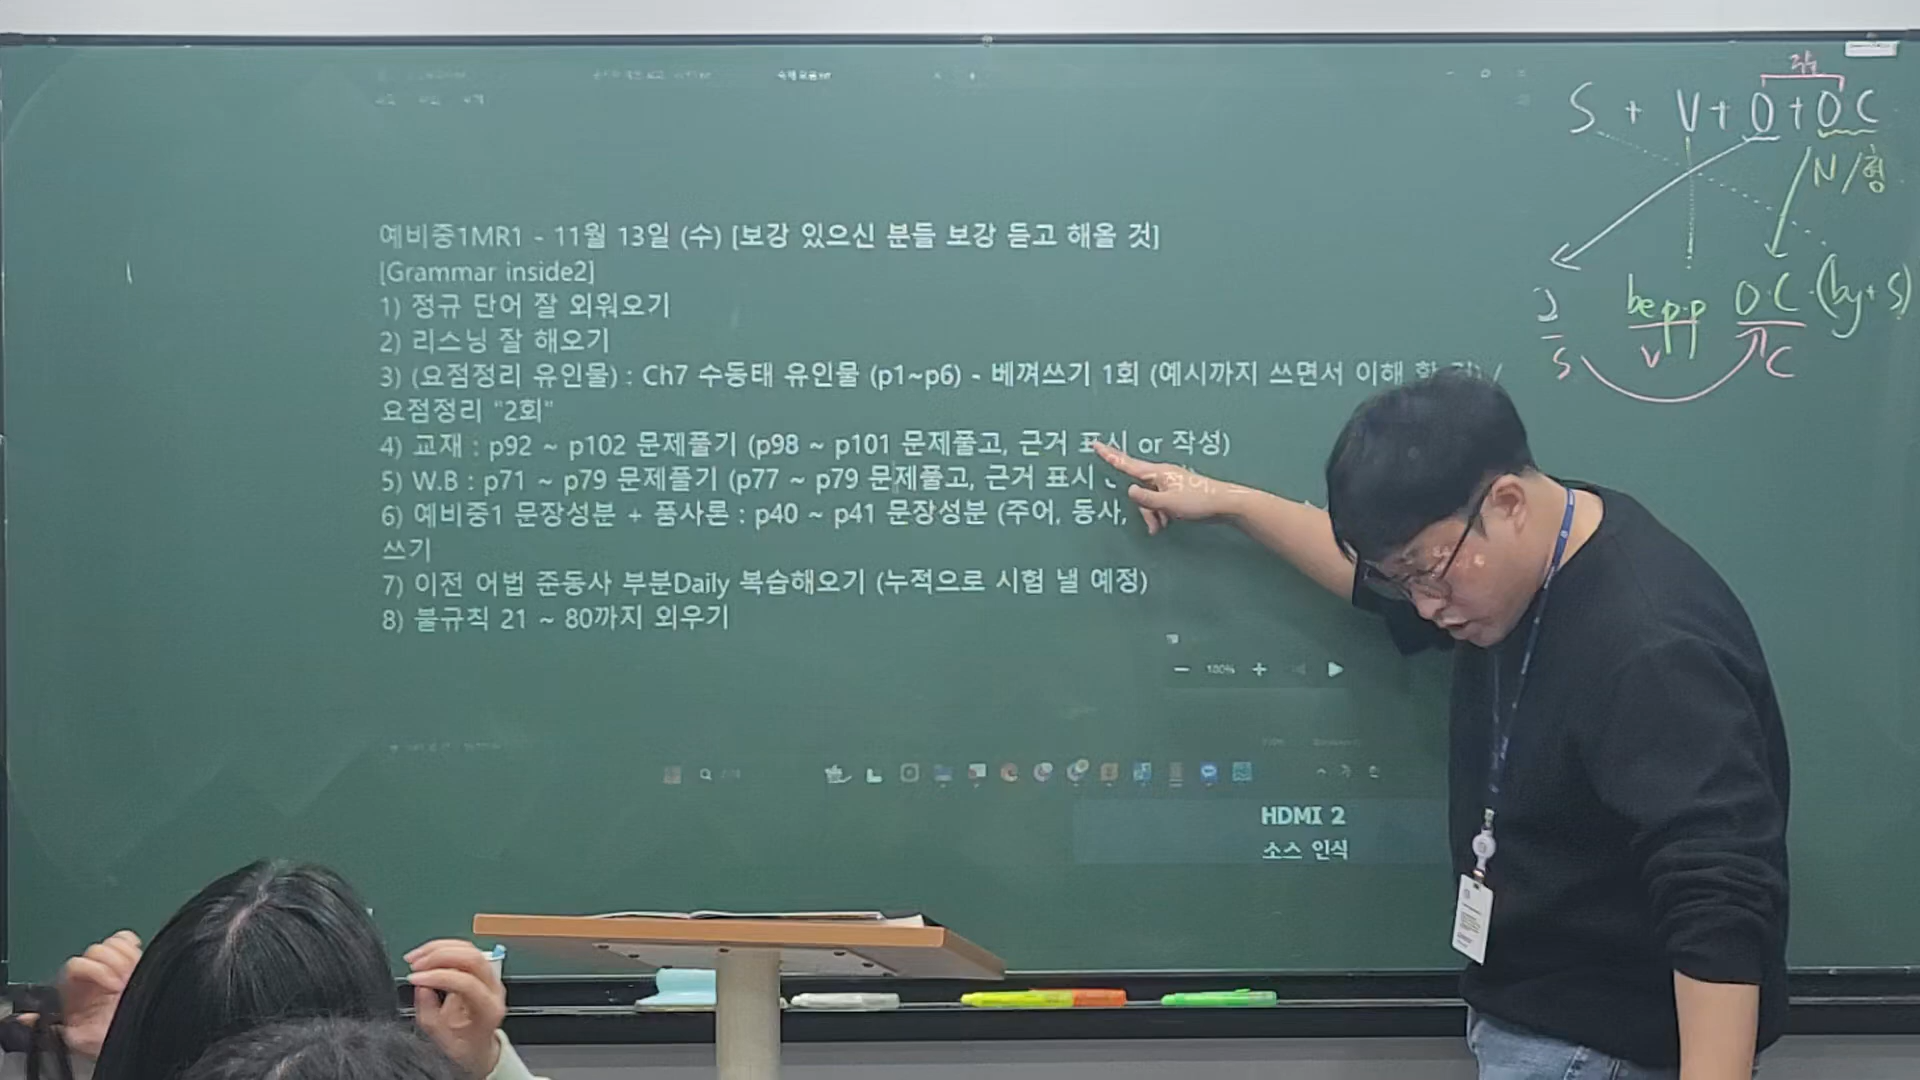 예비중1MR1 - 11월 13일 (수) [보강 있으신 분들 보강 듣고 해올 것]
[Grammar inside2]
1) 정규 단어 잘 외워오기
2) 리스닝 잘 해오기
3) (요점정리 유인물) : Ch7 수동태 유인물 (p1~p6) - 베껴쓰기 1회 (예시까지 쓰면서 이해 할 것) /
요점정리 "2회"
4) 교재 : p92 ~ p102 문제풀기 (p98 ~ p101 문제풀고, 근거 표시 or 작성)
5) W.B : p71 ~ p79 문제풀기 (p77 ~ p79 문제풀고, 근거 표시
6) 예비중1 문장성분 + 품사론 : p40 ~ p41 문장성분 (주어, 동사,
쓰기
7) 이전 어법 준동사 부분Daily 복습해오기 (누적으로 시험 낼 예정)
8) 불규칙 21 ~ 80까지 외우기
100%
HDMI 2
소스 인식
S + V + O + O C
N / 형
be p.p O.C (by+S)
S V C